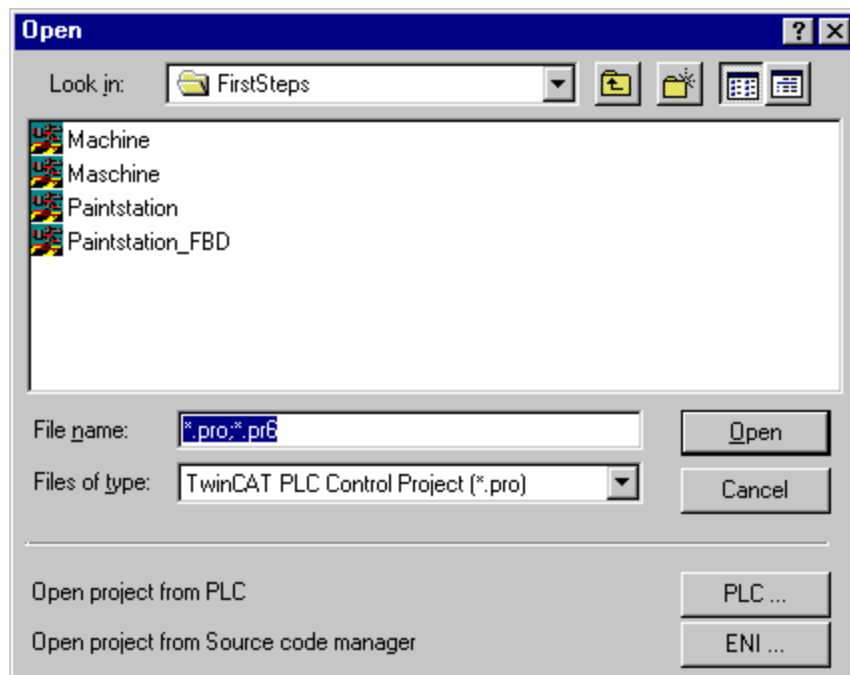 Open
Look in: FirstSteps
Machine
Maschine
Paintstation
Paintstation_FBD
File name: *.pro;*.pr6 Open
Files of type: TwinCAT PLC Control Project (*.pro) Cancel
Open project from PLC PLC ...
Open project from Source code manager ENI ...